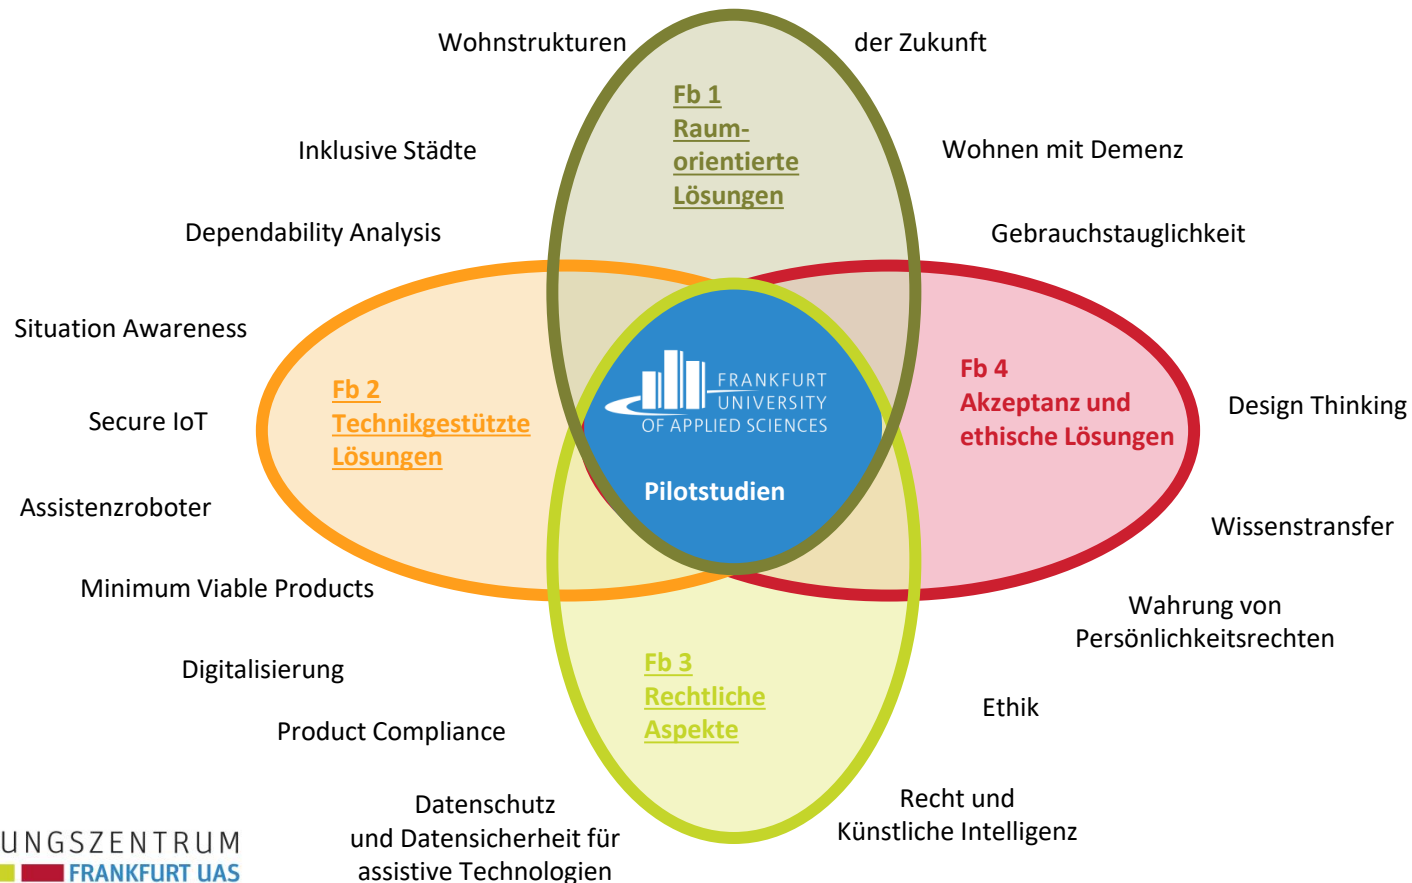 Wohnstrukturen der Zukunft
Fb 1
Raum-
orientierte
Lösungen
Inklusive Städte
Wohnen mit Demenz
Dependability Analysis
Gebrauchstauglichkeit
Situation Awareness
Fb 2
Technikgestützte
Lösungen
FRANKFURT
UNIVERSITY
OF APPLIED SCIENCES
Pilotstudien
Fb 4
Akzeptanz und
ethische Lösungen
Secure IoT
Design Thinking
Assistenzroboter
Wissenstransfer
Minimum Viable Products
Wahrung von
Persönlichkeitsrechten
Digitalisierung
Fb 3
Rechtliche
Aspekte
Ethik
Product Compliance
Datenschutz
und Datensicherheit für
assistive Technologien
Recht und
Künstliche Intelligenz
UNGSZENTRUM
FRANKFURT UAS